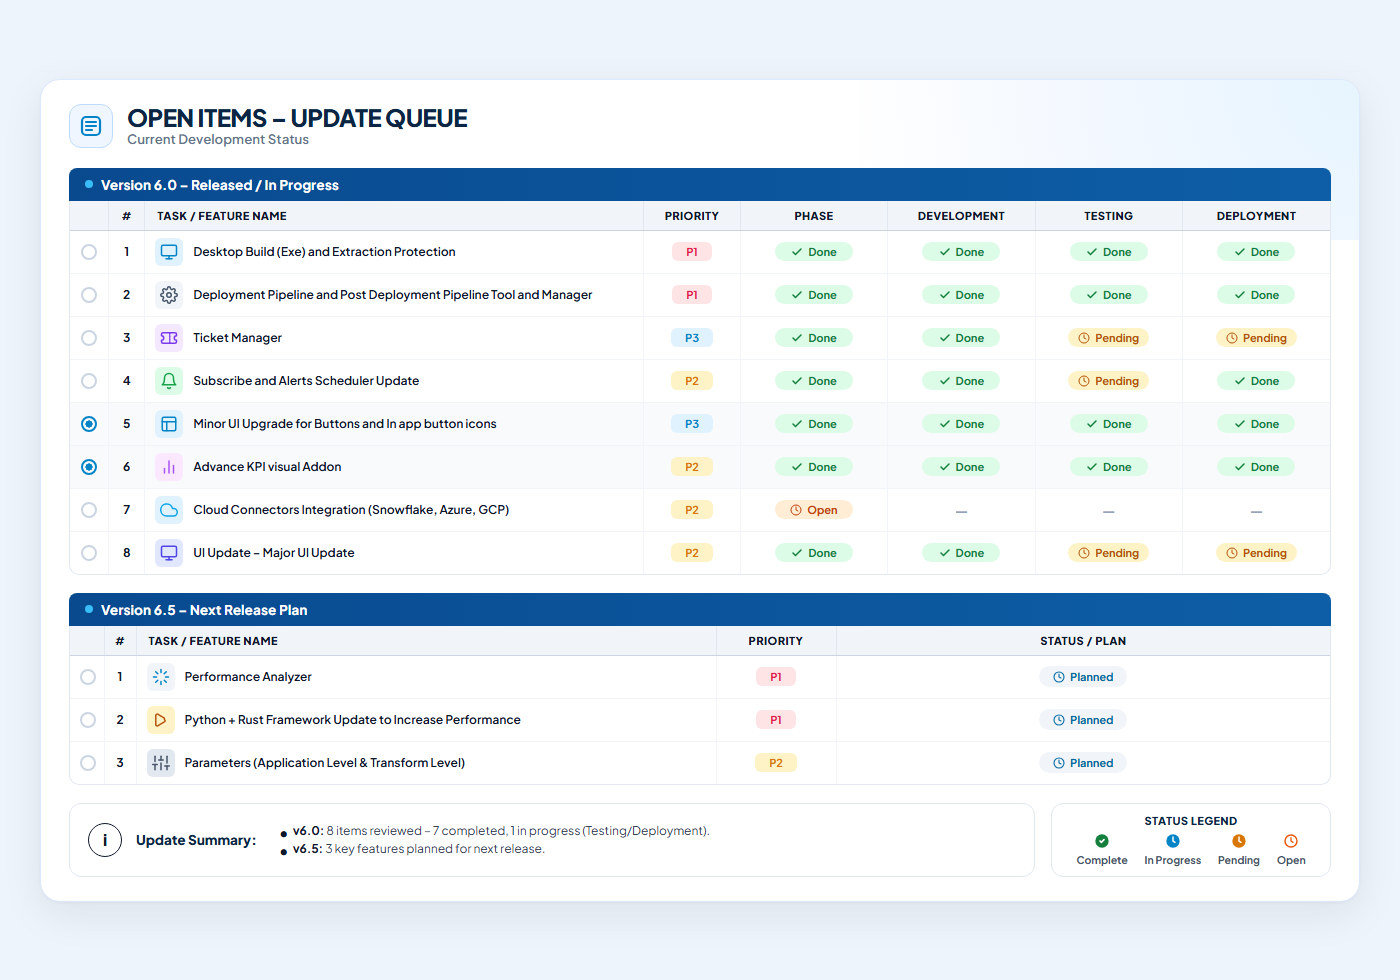 OPEN ITEMS – UPDATE QUEUE
Current Development Status
Version 6.0 – Released / In Progress
# TASK / FEATURE NAME PRIORITY PHASE DEVELOPMENT TESTING DEPLOYMENT
1 Desktop Build (Exe) and Extraction Protection P1 Done Done Done Done
2 Deployment Pipeline and Post Deployment Pipeline Tool and Manager P1 Done Done Done Done
3 Ticket Manager P3 Done Done Pending Pending
4 Subscribe and Alerts Scheduler Update P2 Done Done Pending Done
5 Minor UI Upgrade for Buttons and In app button icons P3 Done Done Done Done
6 Advance KPI visual Addon P2 Done Done Done Done
7 Cloud Connectors Integration (Snowflake, Azure, GCP) P2 Open — — —
8 UI Update – Major UI Update P2 Done Done Pending Pending
Version 6.5 – Next Release Plan
# TASK / FEATURE NAME PRIORITY STATUS / PLAN
1 Performance Analyzer P1 Planned
2 Python + Rust Framework Update to Increase Performance P1 Planned
3 Parameters (Application Level & Transform Level) P2 Planned
i Update Summary:
● v6.0: 8 items reviewed – 7 completed, 1 in progress (Testing/Deployment).
● v6.5: 3 key features planned for next release.
STATUS LEGEND
Complete In Progress Pending Open